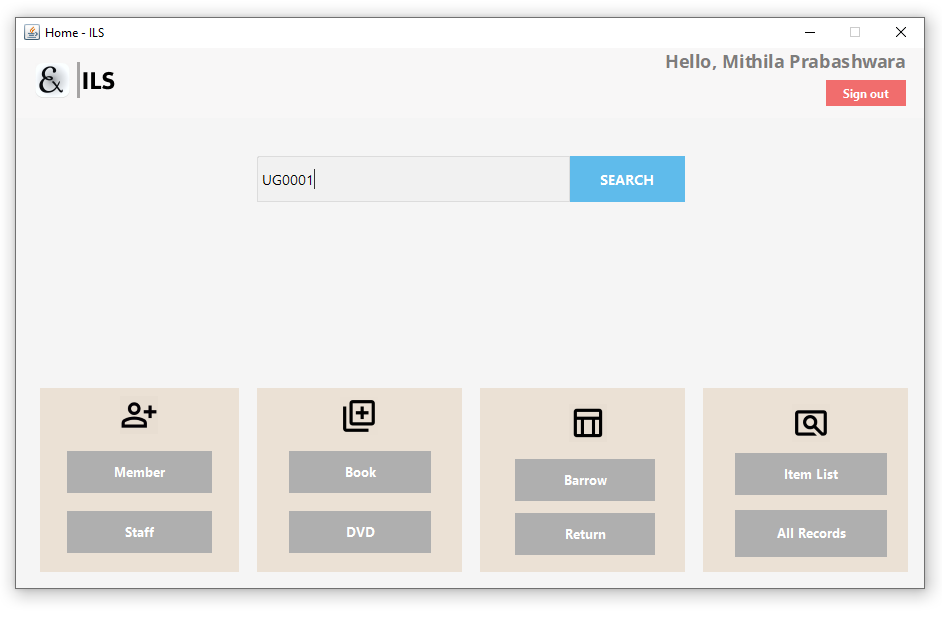 Home - ILS
& ILS
Hello, Mithila Prabashwara
Sign out
UG0001
SEARCH
Member
Staff
Book
DVD
Barrow
Return
Item List
All Records